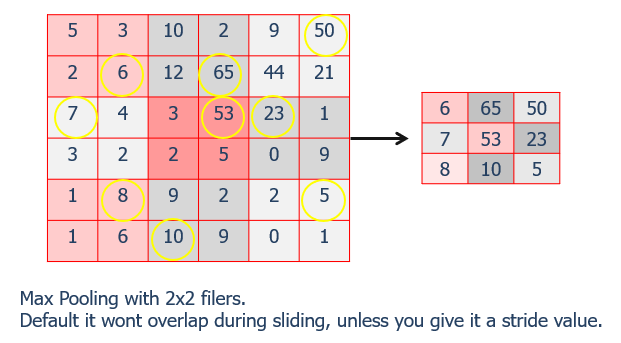 5 3 10 2 9 50
2 6 12 65 44 21
7 4 3 53 23 1
3 2 2 5 0 9
1 8 9 2 2 5
1 6 10 9 0 1
6 65 50
7 53 23
8 10 5
Max Pooling with 2x2 filers.
Default it wont overlap during sliding, unless you give it a stride value.